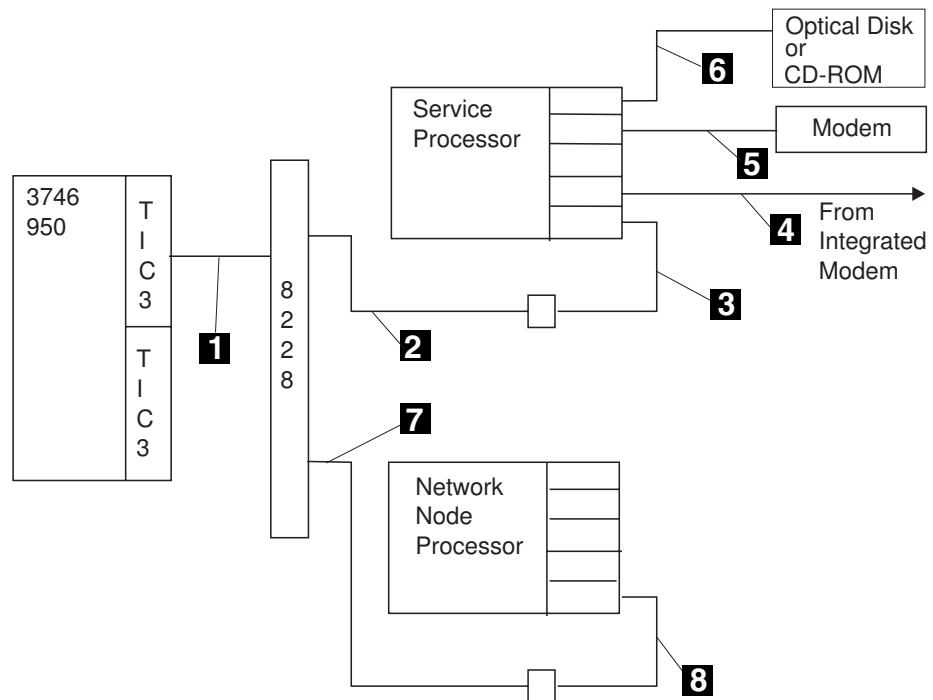 Optical Disk
or
CD-ROM
6
Service
Processor
Modem
5
3746
950
T
I
C
3
From
Integrated
Modem
4
8
2
2
8
3
1
2
T
I
C
3
7
Network
Node
Processor
8